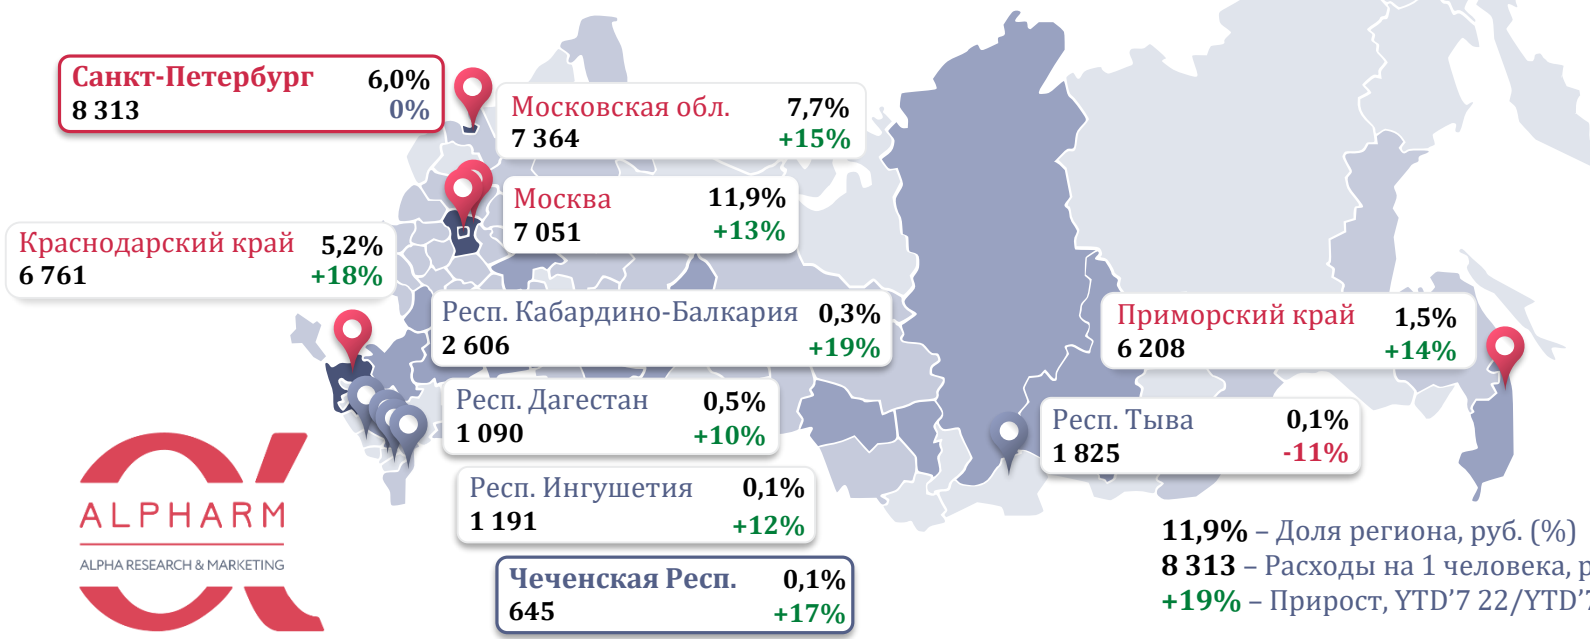 Санкт-Петербург 6,0%
8 313 0%
Московская обл. 7,7%
7 364 +15%
Москва 11,9%
7 051 +13%
Краснодарский край 5,2%
6 761 +18%
Респ. Кабардино-Балкария 0,3%
2 606 +19%
Приморский край 1,5%
6 208 +14%
Респ. Дагестан 0,5%
1 090 +10%
Респ. Тыва 0,1%
1 825 -11%
Респ. Ингушетия 0,1%
1 191 +12%
Чеченская Респ. 0,1%
645 +17%
ALPHARM
ALPHA RESEARCH & MARKETING
11,9% – Доля региона, руб. (%)
8 313 – Расходы на 1 человека,
+19% – Прирост, YTD’7 22/YTD’7